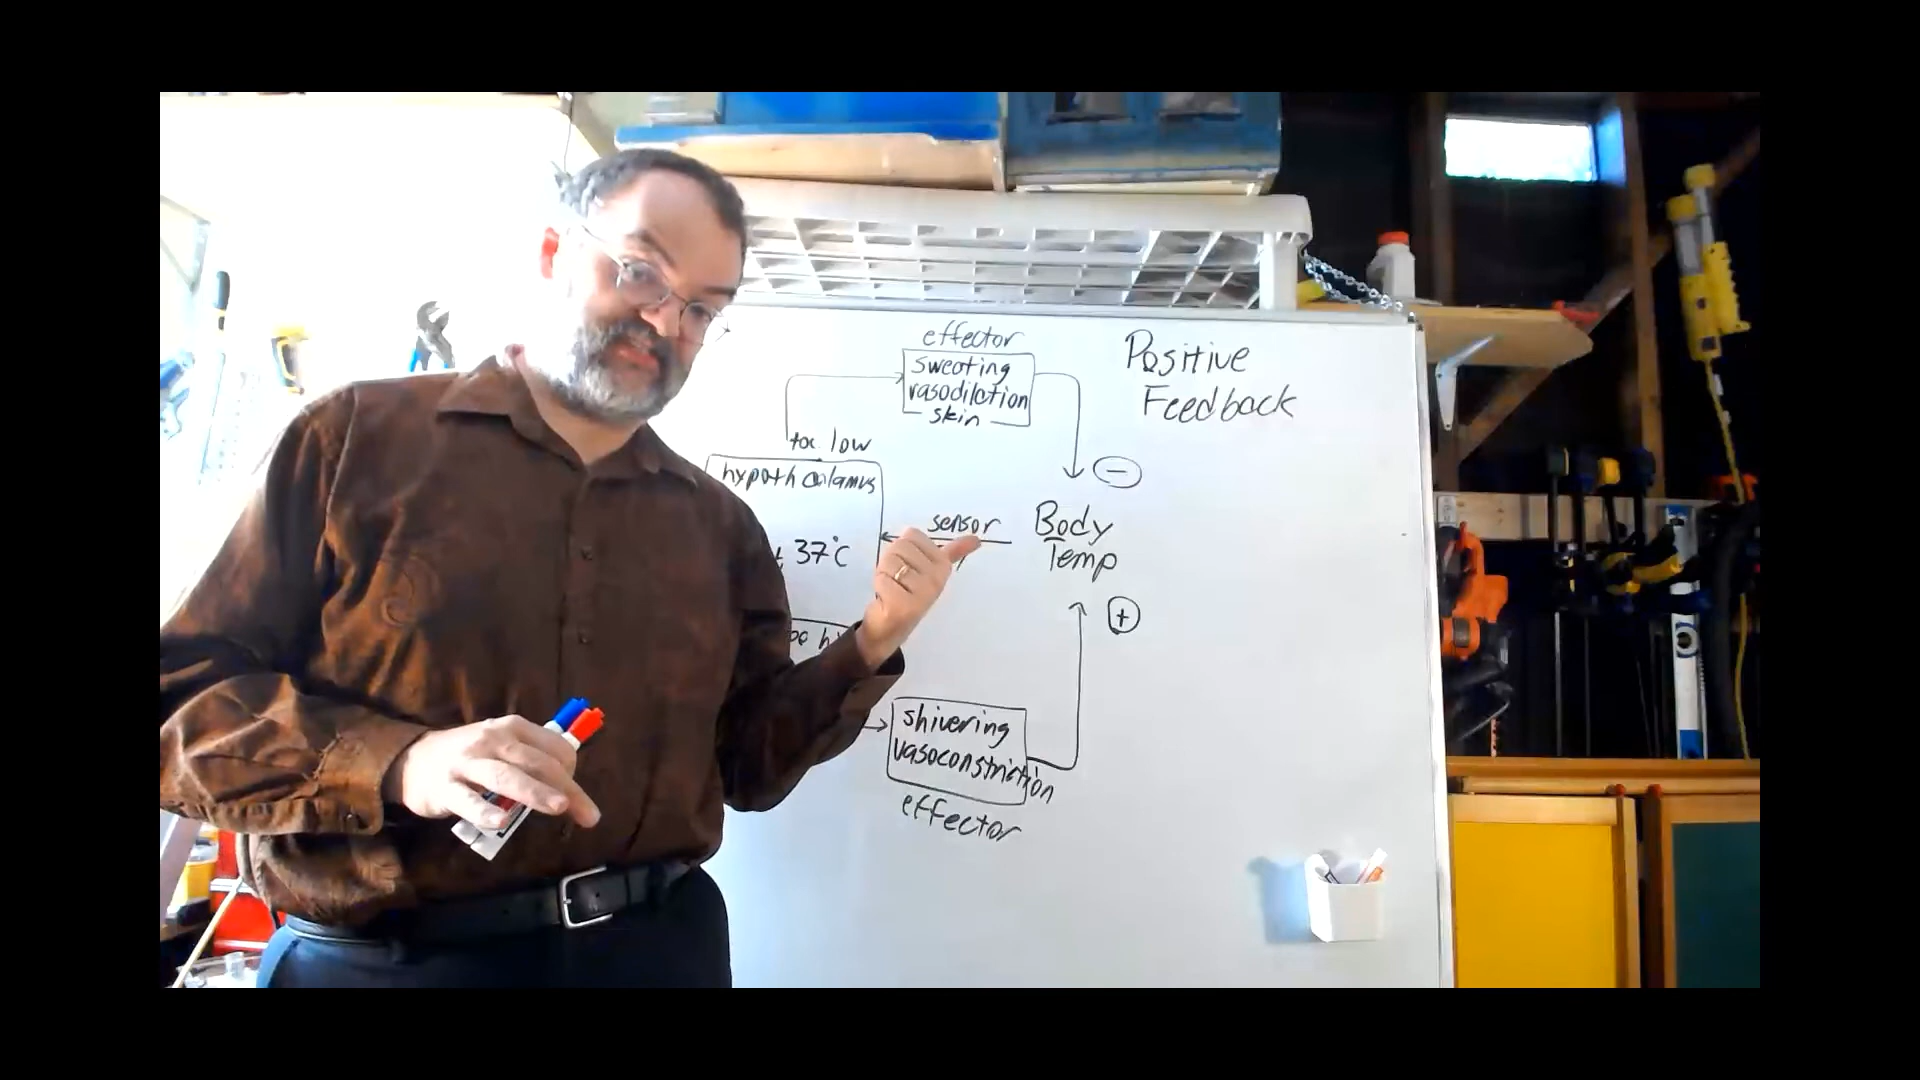 effector
sweating
vasodilation
skin
too low
hypothalamus
37°C
sensor
shivering
vasoconstriction
effector
Positive
Feedback
−
Body
Temp
+